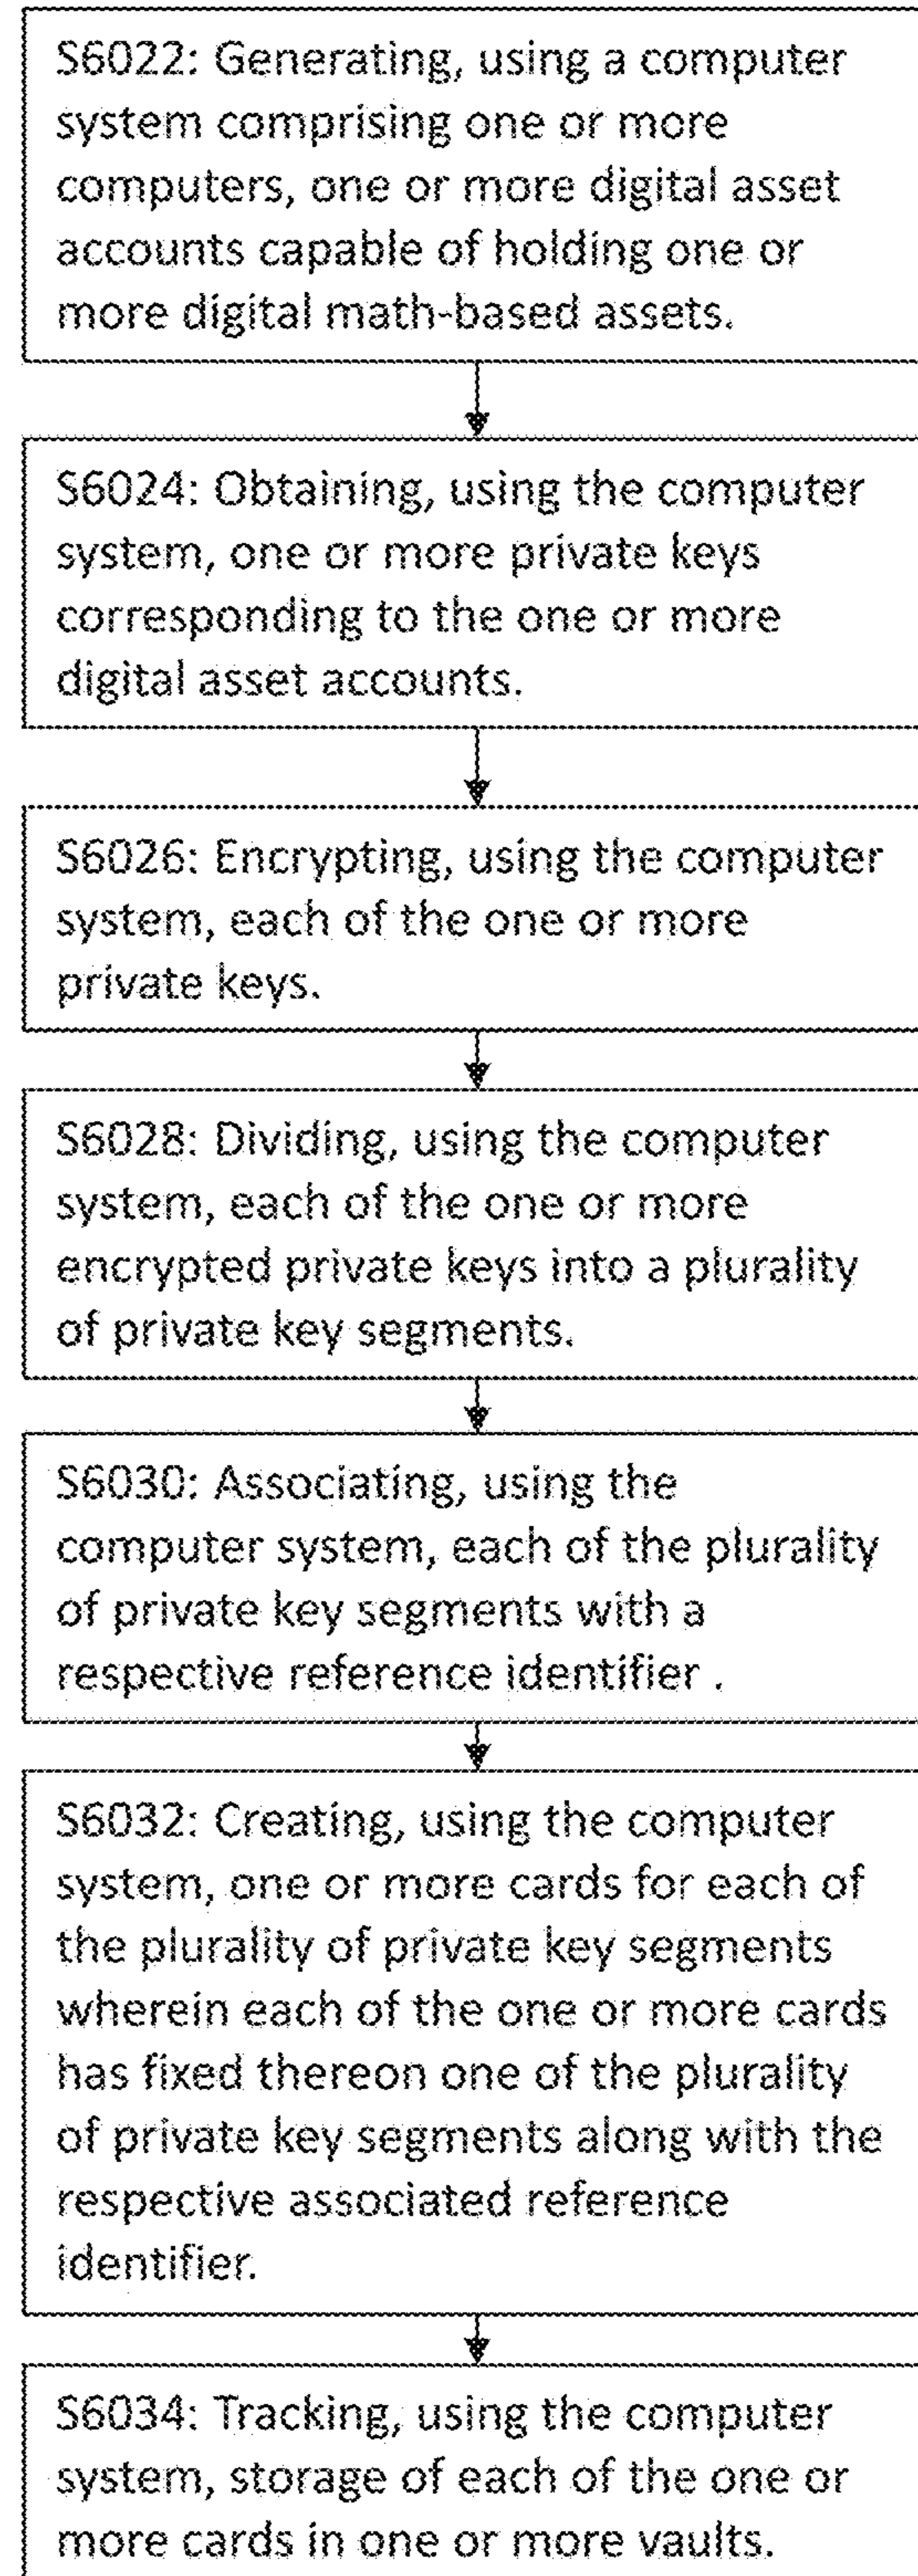 S6022: Generating, using a computer
system comprising one or more
computers, one or more digital asset
accounts capable of holding one or
more digital math-based assets.
S6024: Obtaining, using the computer
system, one or more private keys
corresponding to the one or more
digital asset accounts.
S6026: Encrypting, using the computer
system, each of the one or more
private keys.
S6028: Dividing, using the computer
system, each of the one or more
encrypted private keys into a plurality
of private key segments.
S6030: Associating, using the
computer system, each of the plurality
of private key segments with a
respective reference identifier .
S6032: Creating, using the computer
system, one or more cards for each of
the plurality of private key segments
wherein each of the one or more cards
has fixed thereon one of the plurality
of private key segments along with the
respective associated reference
identifier.
S6034: Tracking, using the computer
system, storage of each of the one or
more cards in one or more vaults.